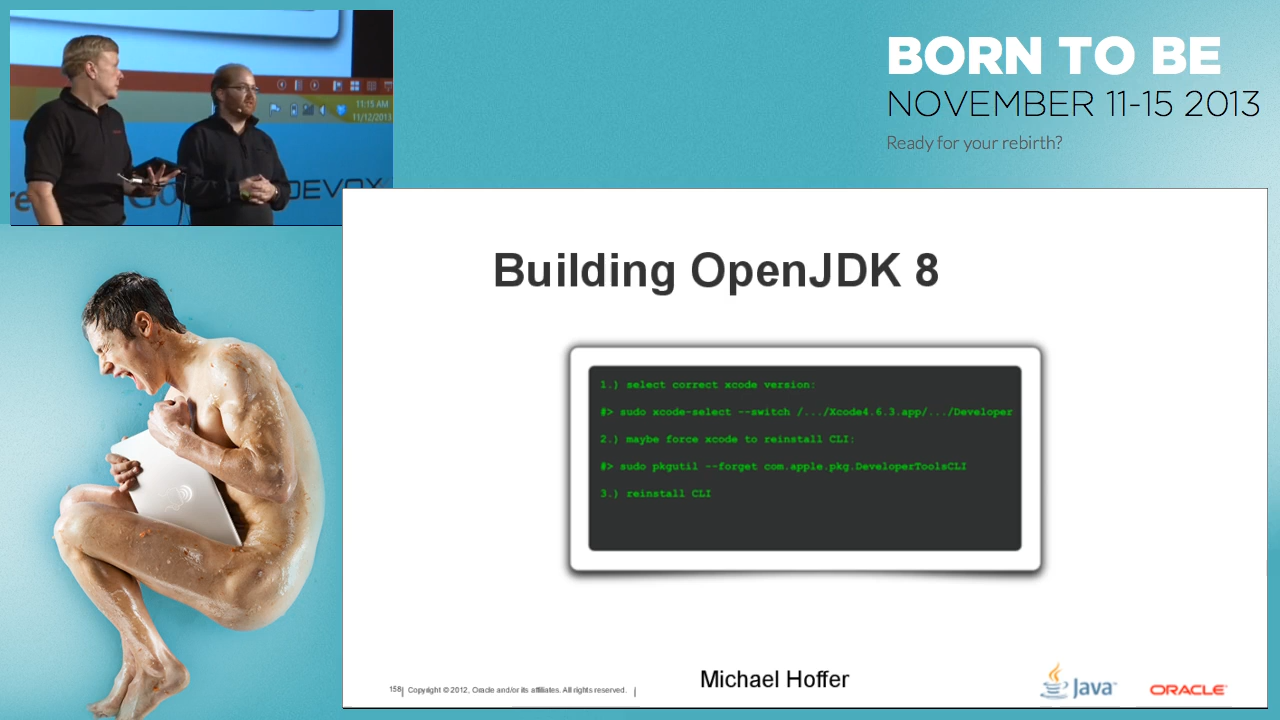 BORN TO BE
NOVEMBER 11-15 2013
Ready for your rebirth?
11:15 AM
11/12/2013
DEVOX
Building OpenJDK 8
1.) select correct xcode version:
#> sudo xcode-select --switch /.../Xcode4.6.3.app/.../Developer
2.) maybe force xcode to reinstall CLI:
#> sudo pkgutil --forget com.apple.pkg.DeveloperToolsCLI
3.) reinstall CLI
Michael Hoffer
158 Copyright © 2012, Oracle and/or its affiliates. All rights reserved.
Java™
ORACLE